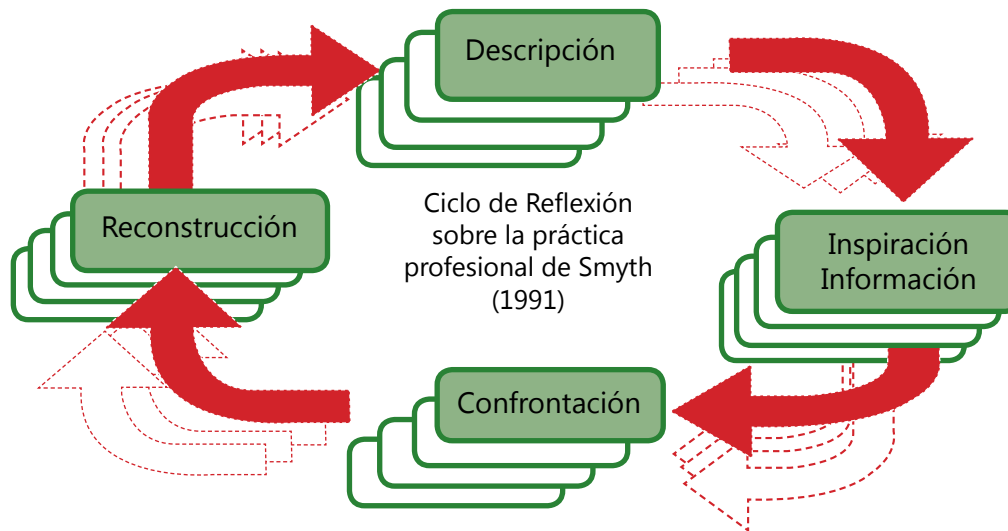 Descripción
Reconstrucción
Ciclo de Reflexión
sobre la práctica
profesional de Smyth
(1991)
Inspiración
Información
Confrontación